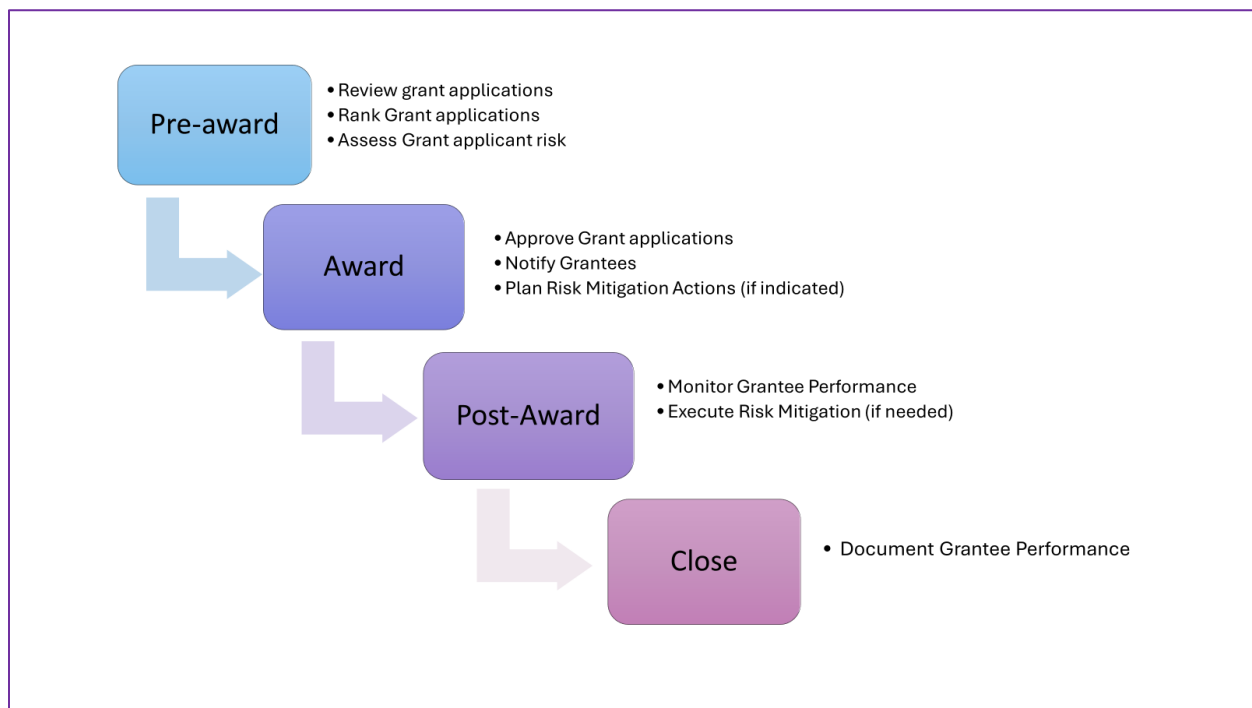 Pre-award
• Review grant applications
• Rank Grant applications
• Assess Grant applicant risk
Award
• Approve Grant applications
• Notify Grantees
• Plan Risk Mitigation Actions (if indicated)
Post-Award
• Monitor Grantee Performance
• Execute Risk Mitigation (if needed)
Close
• Document Grantee Performance